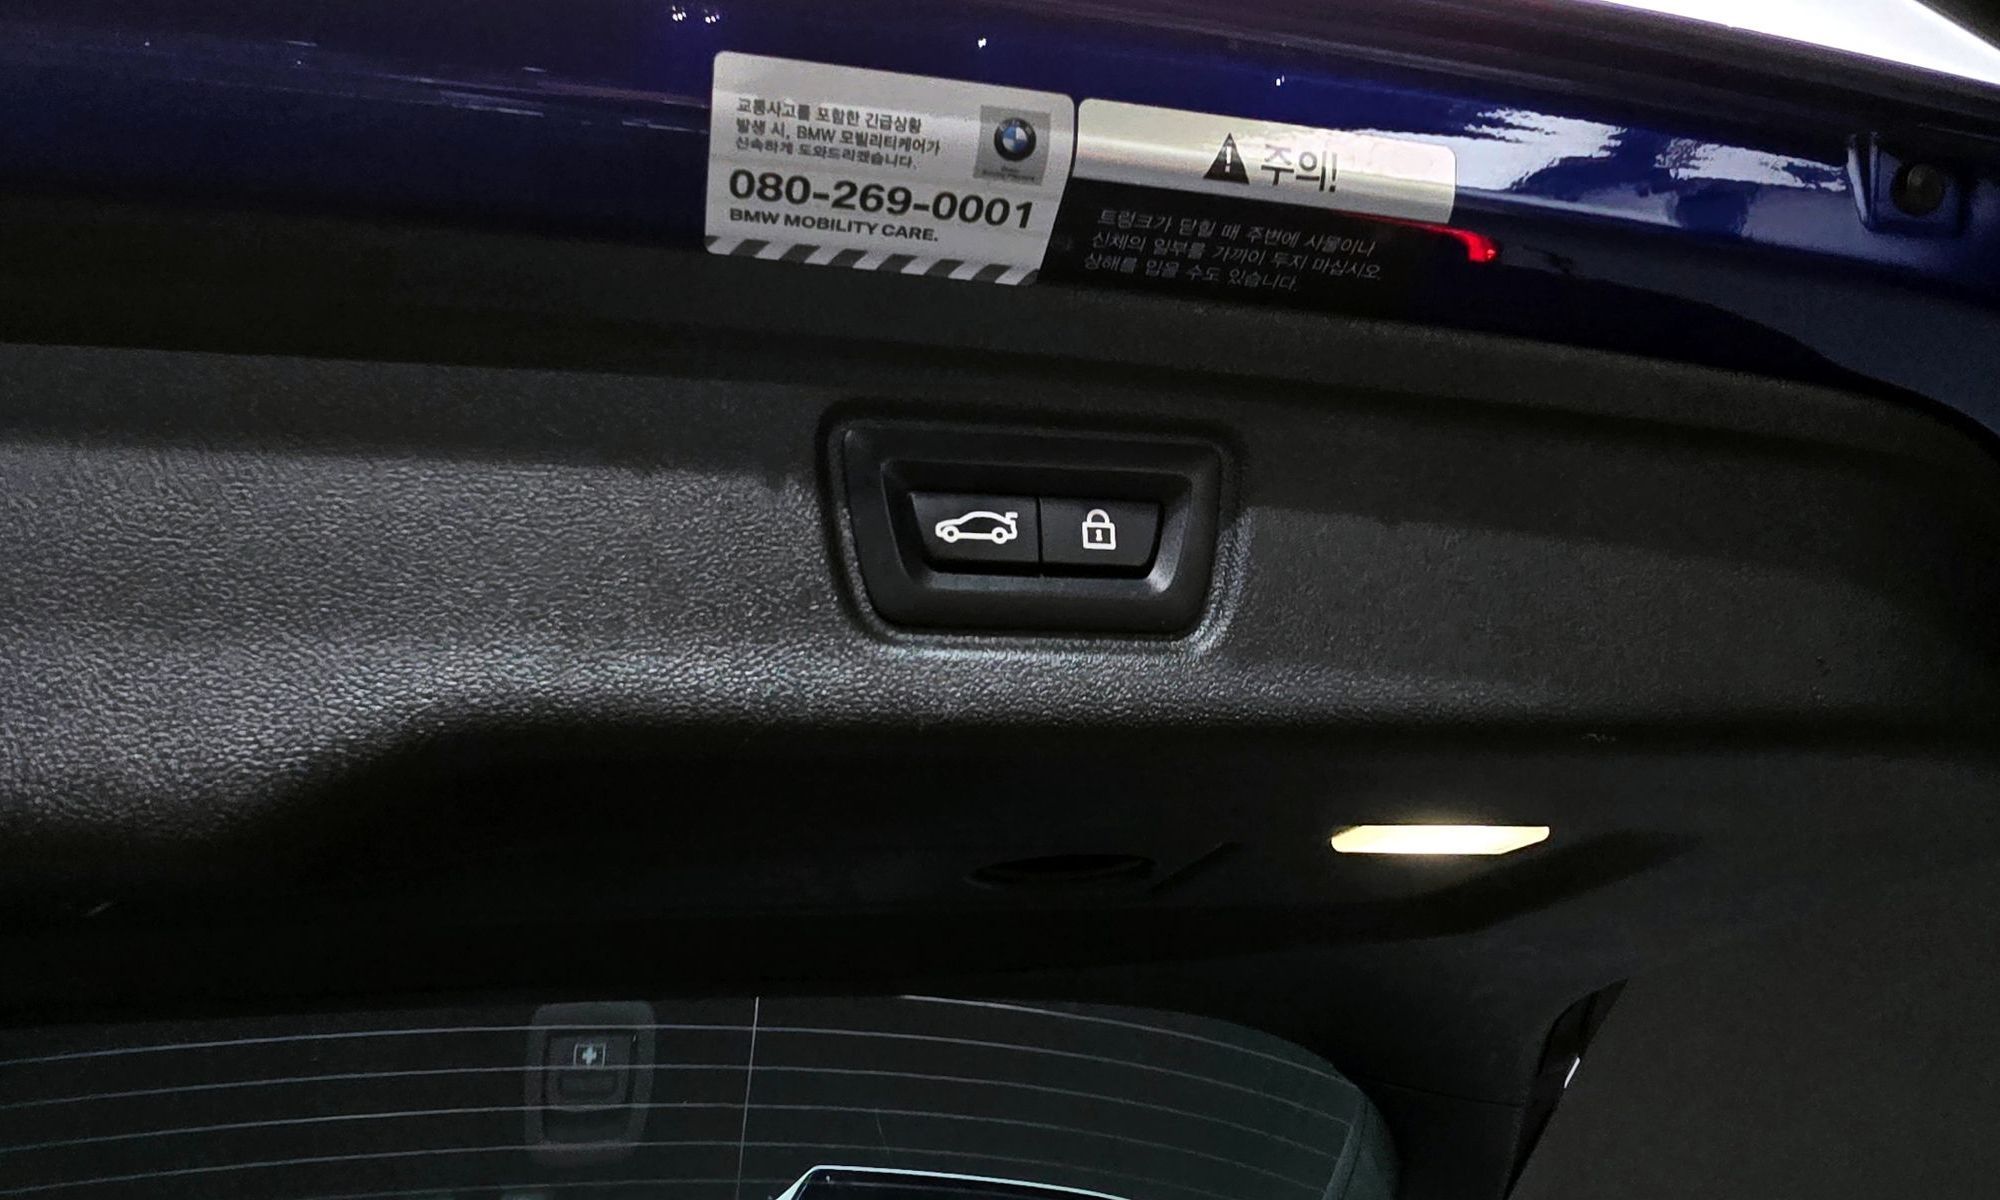 교통사고를 포함한 긴급상황
발생 시, BMW 모빌리티케어가
신속하게 도와드리겠습니다.
080-269-0001
BMW MOBILITY CARE.
주의!
트렁크가 닫힐 때 주변에 사물이나
신체의 일부를 가까이 두지 마십시오.
상해를 입을 수도 있습니다.